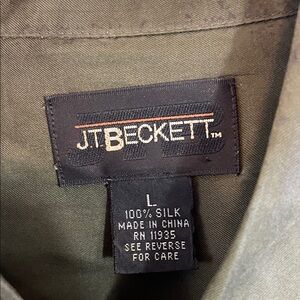 J.T.BECKETT™
L
100% SILK
MADE IN CHINA
RN 11935
SEE REVERSE
FOR CARE